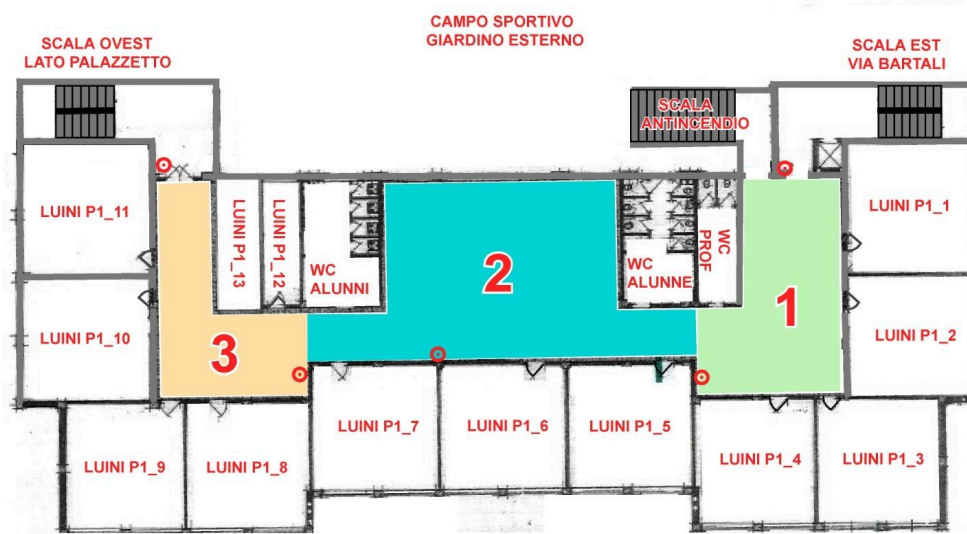 CAMPO SPORTIVO
GIARDINO ESTERNO
SCALA OVEST
LATO PALAZZETTO
SCALA EST
VIA BARTALI
SCALA
ANTINCENDIO
LUINI P1_11
LUINI P1_13
LUINI P1_12
WC
ALUNNI
2
WC
ALUNNE
WC
PROF
1
LUINI P1_1
LUINI P1_10
3
LUINI P1_2
LUINI P1_7
LUINI P1_6
LUINI P1_5
LUINI P1_9
LUINI P1_8
LUINI P1_4
LUINI P1_3